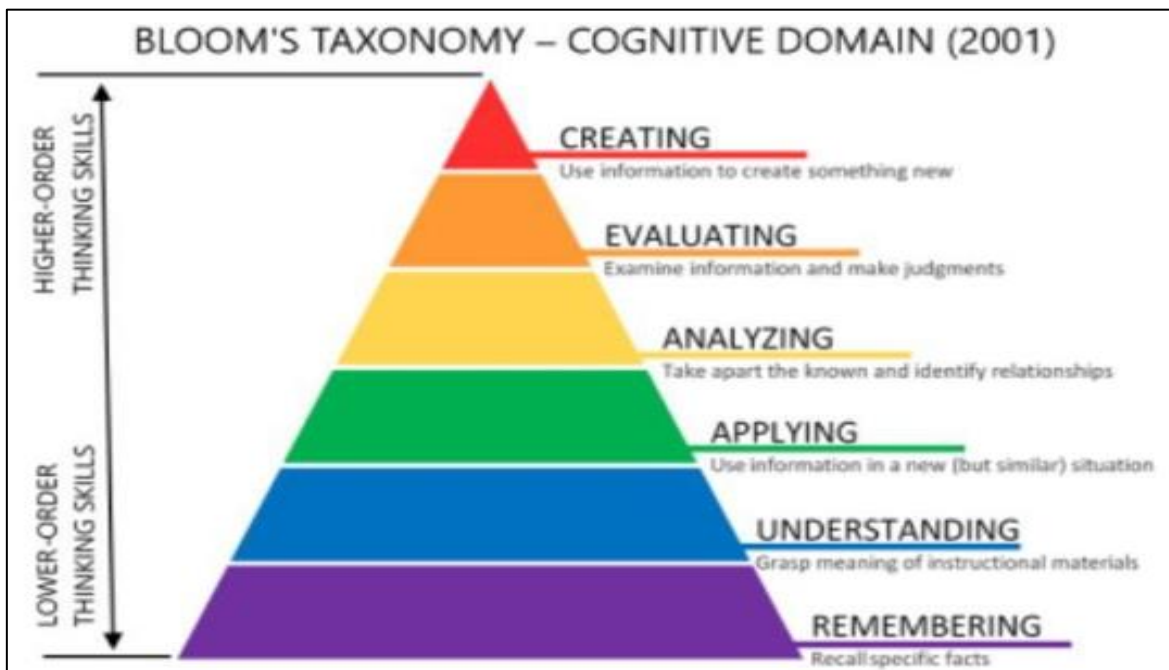 BLOOM'S TAXONOMY – COGNITIVE DOMAIN (2001)
HIGHER-ORDER
THINKING SKILLS
CREATING
Use information to create something new
EVALUATING
Examine information and make judgments
ANALYZING
Take apart the known and identify relationships
APPLYING
Use information in a new (but similar) situation
LOWER-ORDER
THINKING SKILLS
UNDERSTANDING
Grasp meaning of instructional materials
REMEMBERING
Recall specific facts